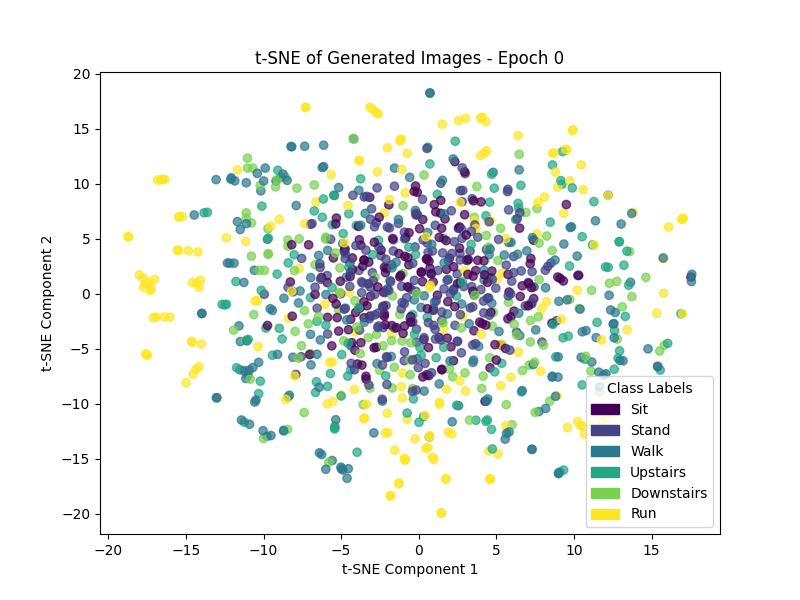 t-SNE of Generated Images - Epoch 0
t-SNE Component 2
20
15
10
5
0
−5
−10
−15
−20
Class Labels
Sit
Stand
Walk
Upstairs
Downstairs
Run
−20 −15 −10 −5 0 5 10 15
t-SNE Component 1